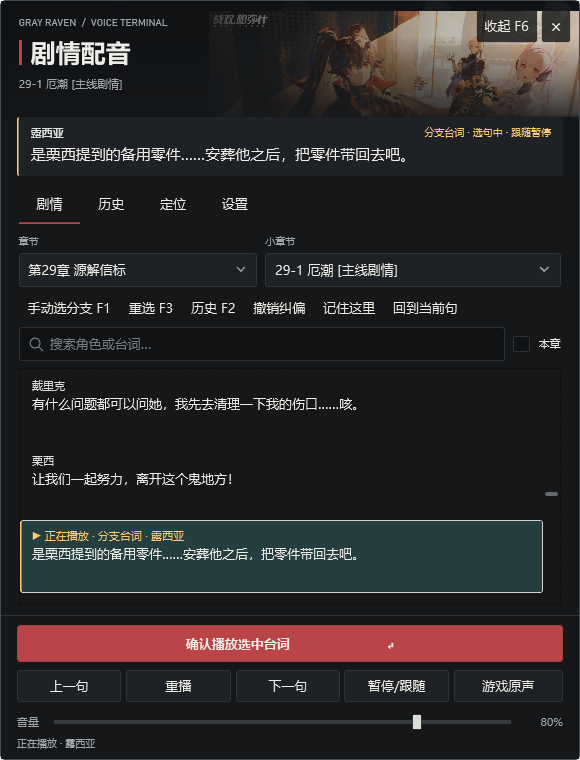 GRAY RAVEN / VOICE TERMINAL
战双帕弥什
收起 F6
×
剧情配音
29-1 厄潮 [主线剧情]
露西亚
分支台词 · 选句中 · 跟随暂停
是栗西提到的备用零件……安葬他之后，把零件带回去吧。
剧情 历史 定位 设置
章节 小章节
第29章 源解信标 29-1 厄潮 [主线剧情]
手动选分支 F1 重选 F3 历史 F2 撤销纠偏 记住这里 回到当前句
搜索角色或台词... 本章
戴里克
有什么问题都可以问她，我先去清理一下我的伤口……咳。
栗西
让我们一起努力，离开这个鬼地方！
▶ 正在播放 · 分支台词 · 露西亚
是栗西提到的备用零件……安葬他之后，把零件带回去吧。
确认播放选中台词
上一句 重播 下一句 暂停/跟随 游戏原声
音量 80%
正在播放 · 露西亚